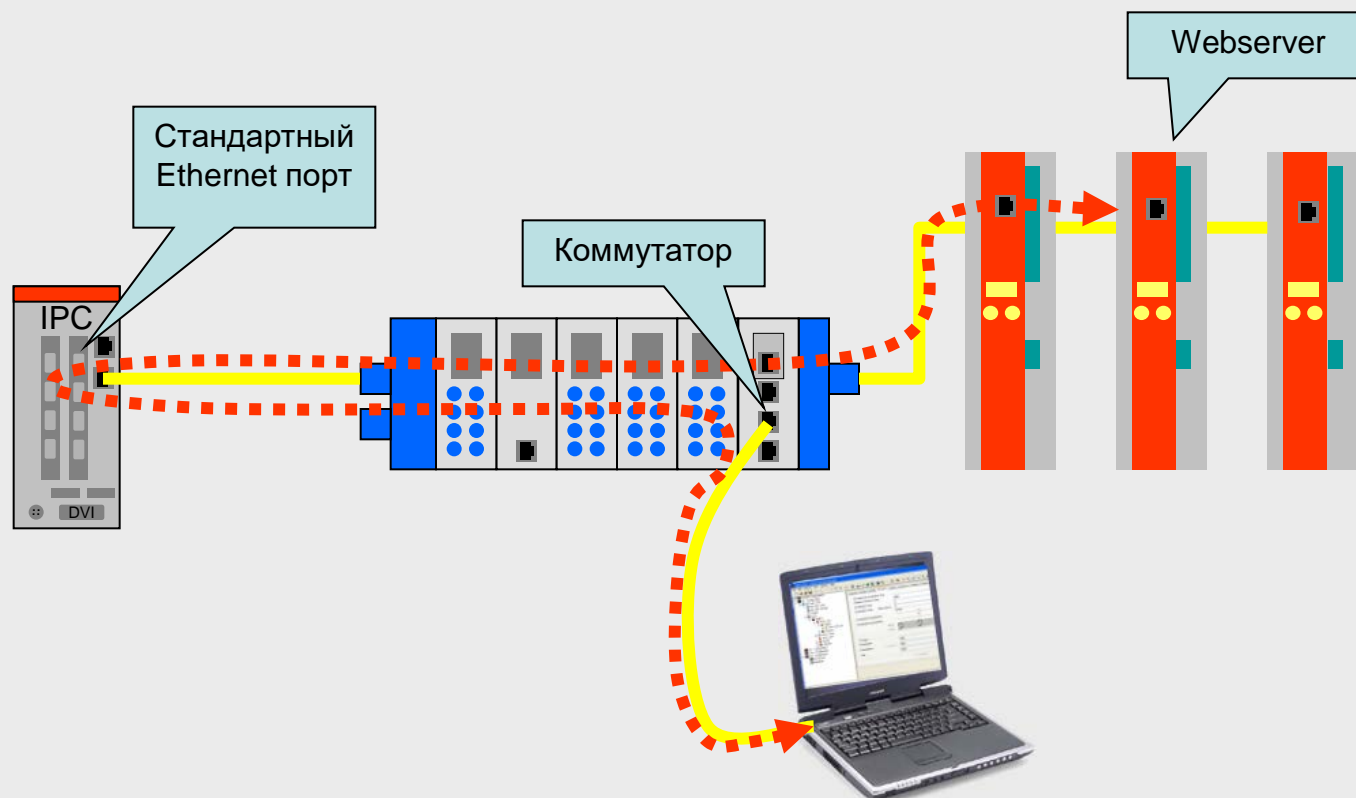 Webserver
Стандартный
Ethernet порт
Коммутатор
IPC
DVI